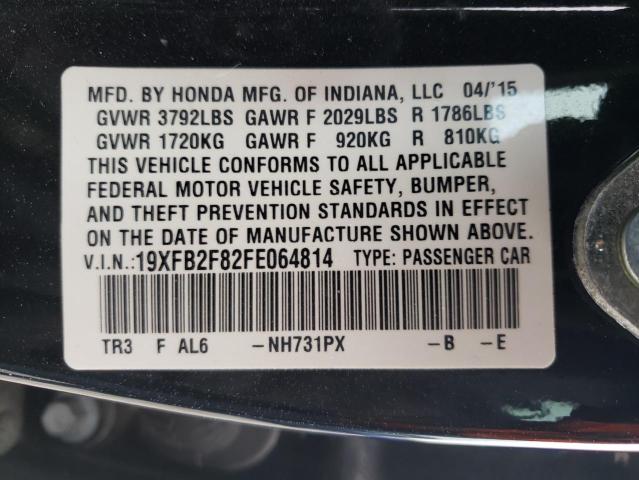 MFD. BY HONDA MFG. OF INDIANA, LLC 04/'15
GVWR 3792LBS GAWR F 2029LBS R 1786LBS
GVWR 1720KG GAWR F 920KG R 810KG
THIS VEHICLE CONFORMS TO ALL APPLICABLE
FEDERAL MOTOR VEHICLE SAFETY, BUMPER,
AND THEFT PREVENTION STANDARDS IN EFFECT
ON THE DATE OF MANUFACTURE SHOWN ABOVE.
V.I.N.:19XFB2F82FE064814 TYPE: PASSENGER CAR
TR3 F AL6 -NH731PX -B -E